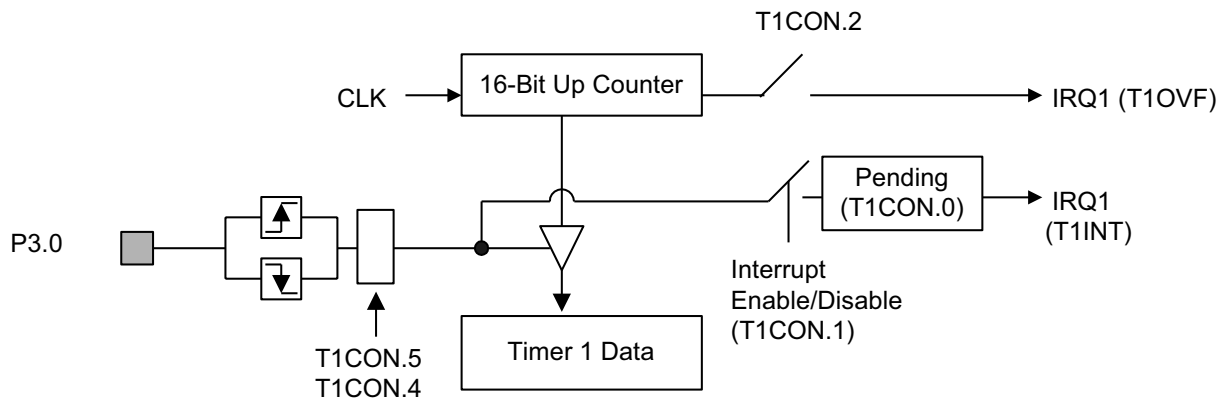 T1CON.2
16-Bit Up Counter
CLK
IRQ1 (T1OVF)
Pending
(T1CON.0)
IRQ1
(T1INT)
P3.0
Interrupt
Enable/Disable
(T1CON.1)
Timer 1 Data
T1CON.5
T1CON.4